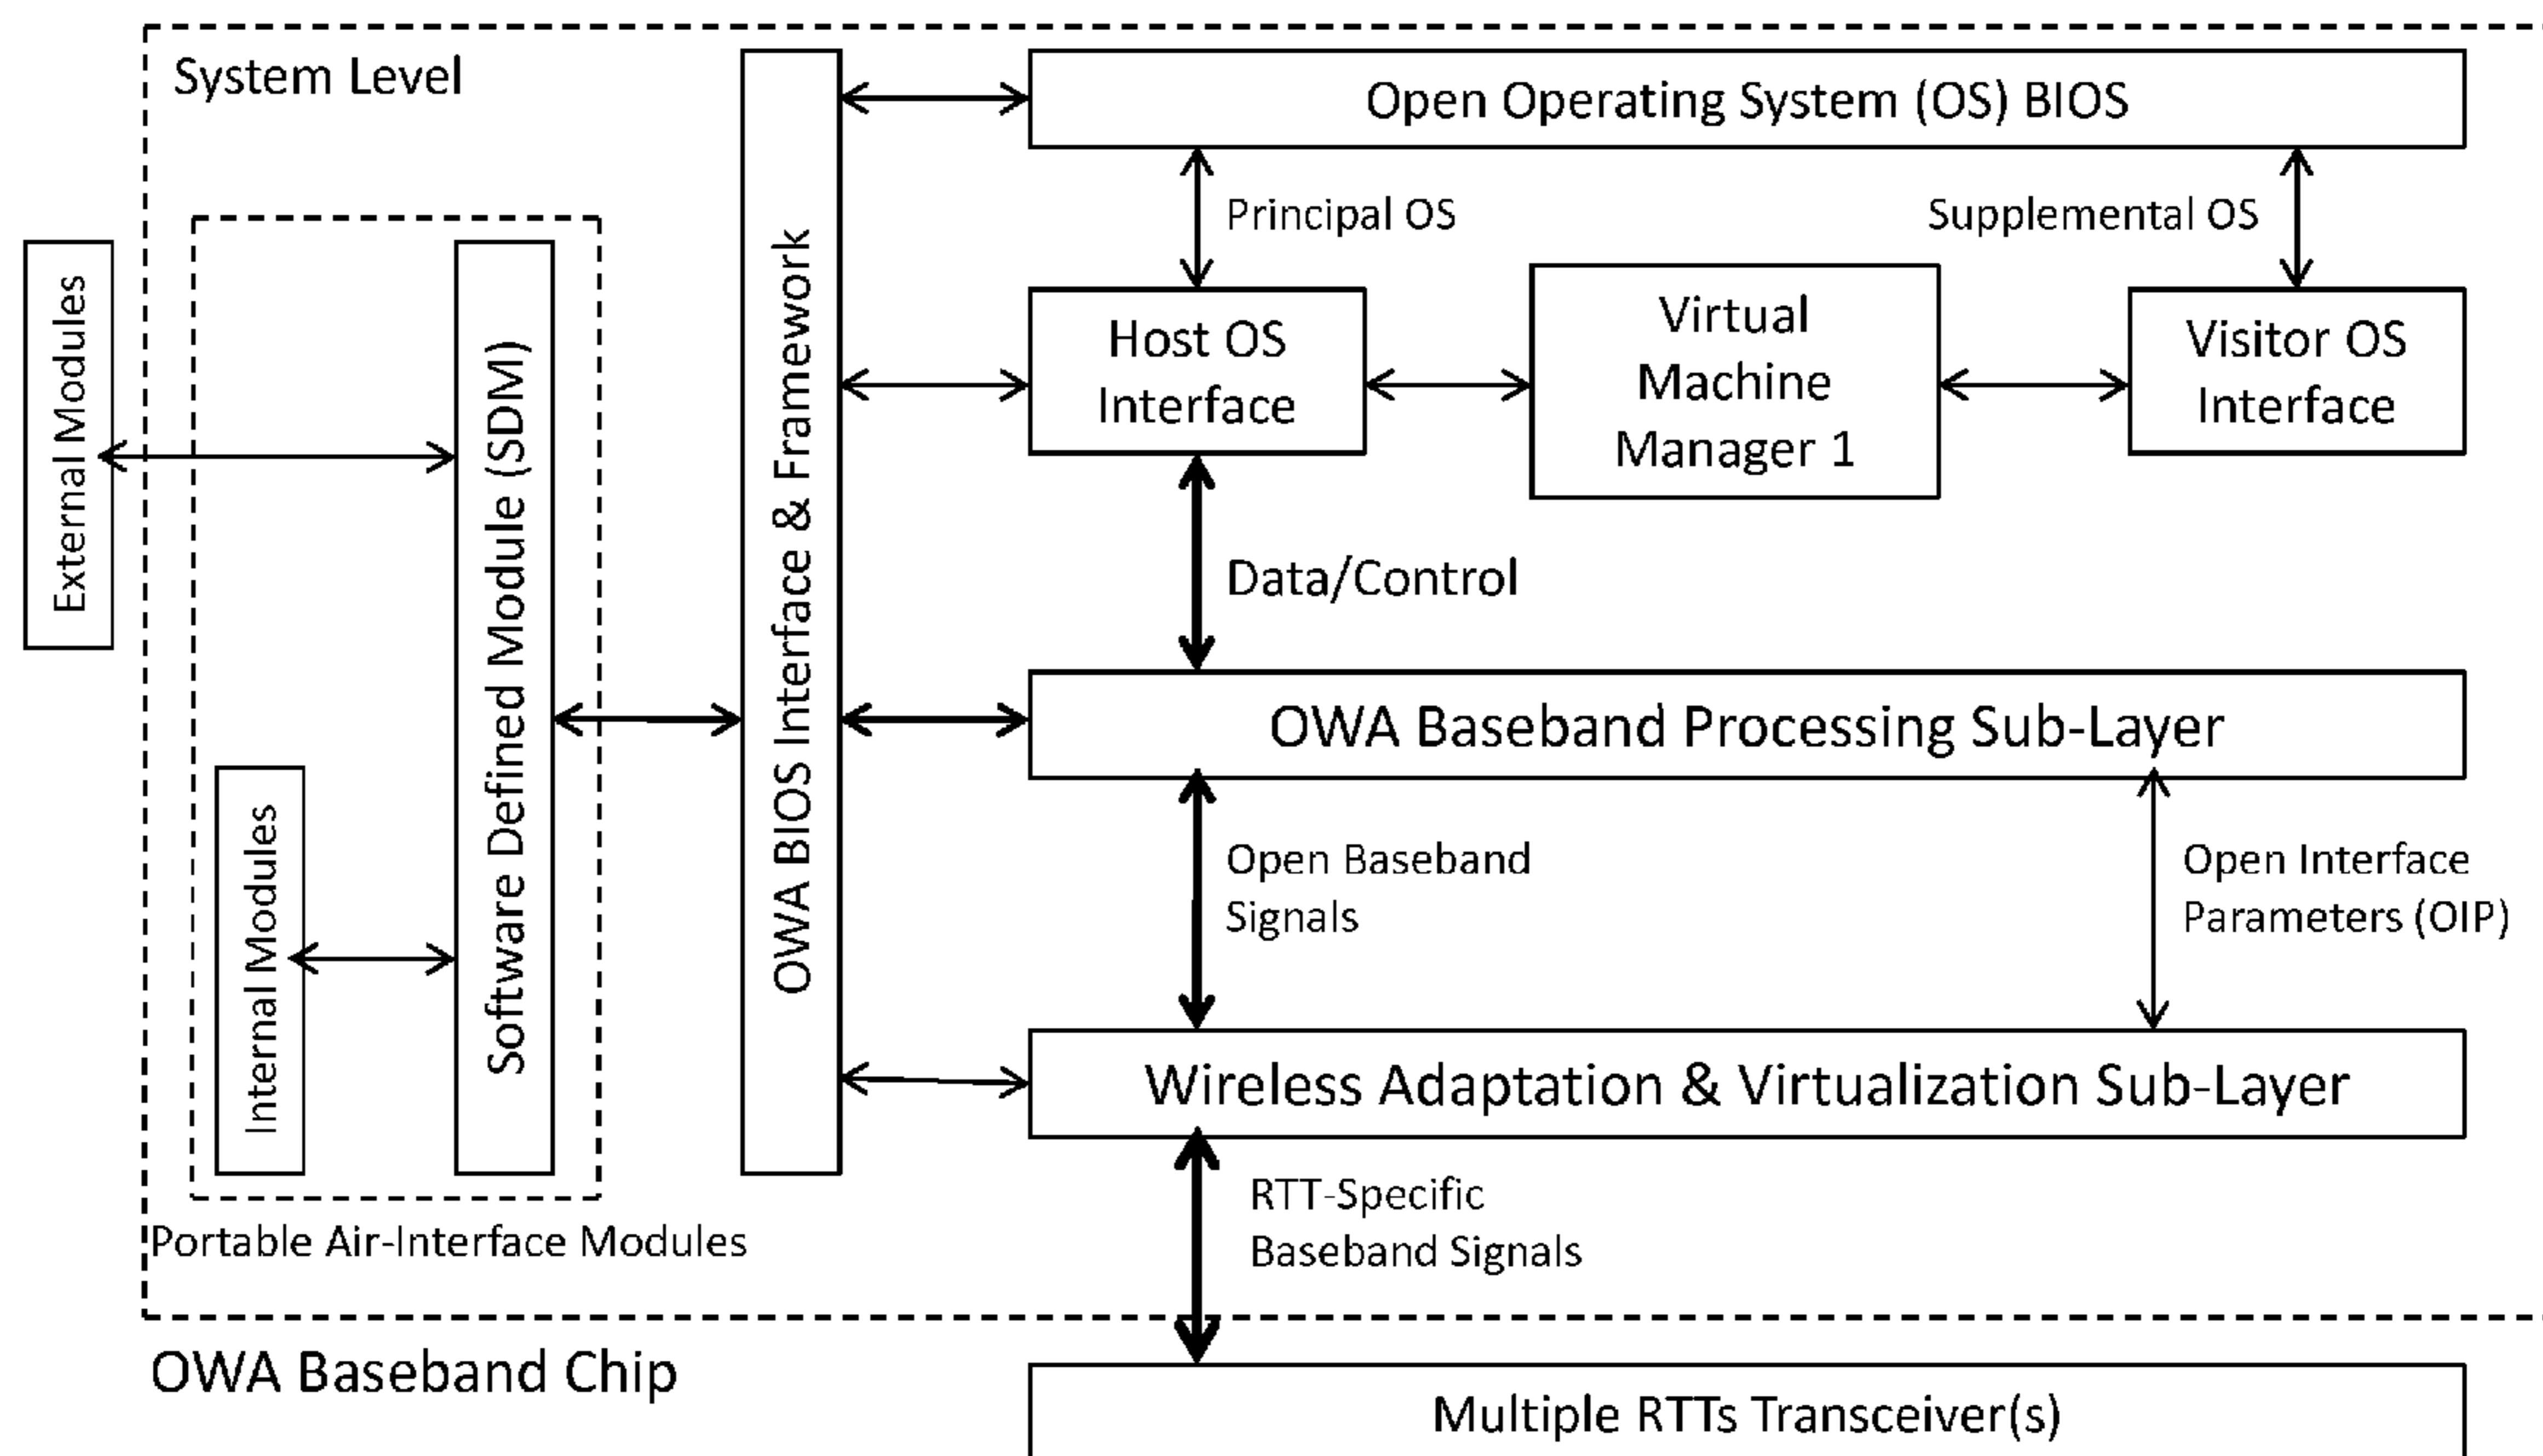 System Level
Open Operating System (OS) BIOS
Principal OS
Supplemental OS
External Modules
Software Defined Module (SDM)
Internal Modules
OWA BIOS Interface & Framework
Host OS
Interface
Virtual
Machine
Manager 1
Visitor OS
Interface
Data/Control
OWA Baseband Processing Sub-Layer
Open Baseband
Signals
Open Interface
Parameters (OIP)
Wireless Adaptation & Virtualization Sub-Layer
RTT-Specific
Baseband Signals
Portable Air-Interface Modules
OWA Baseband Chip
Multiple RTTs Transceiver(s)